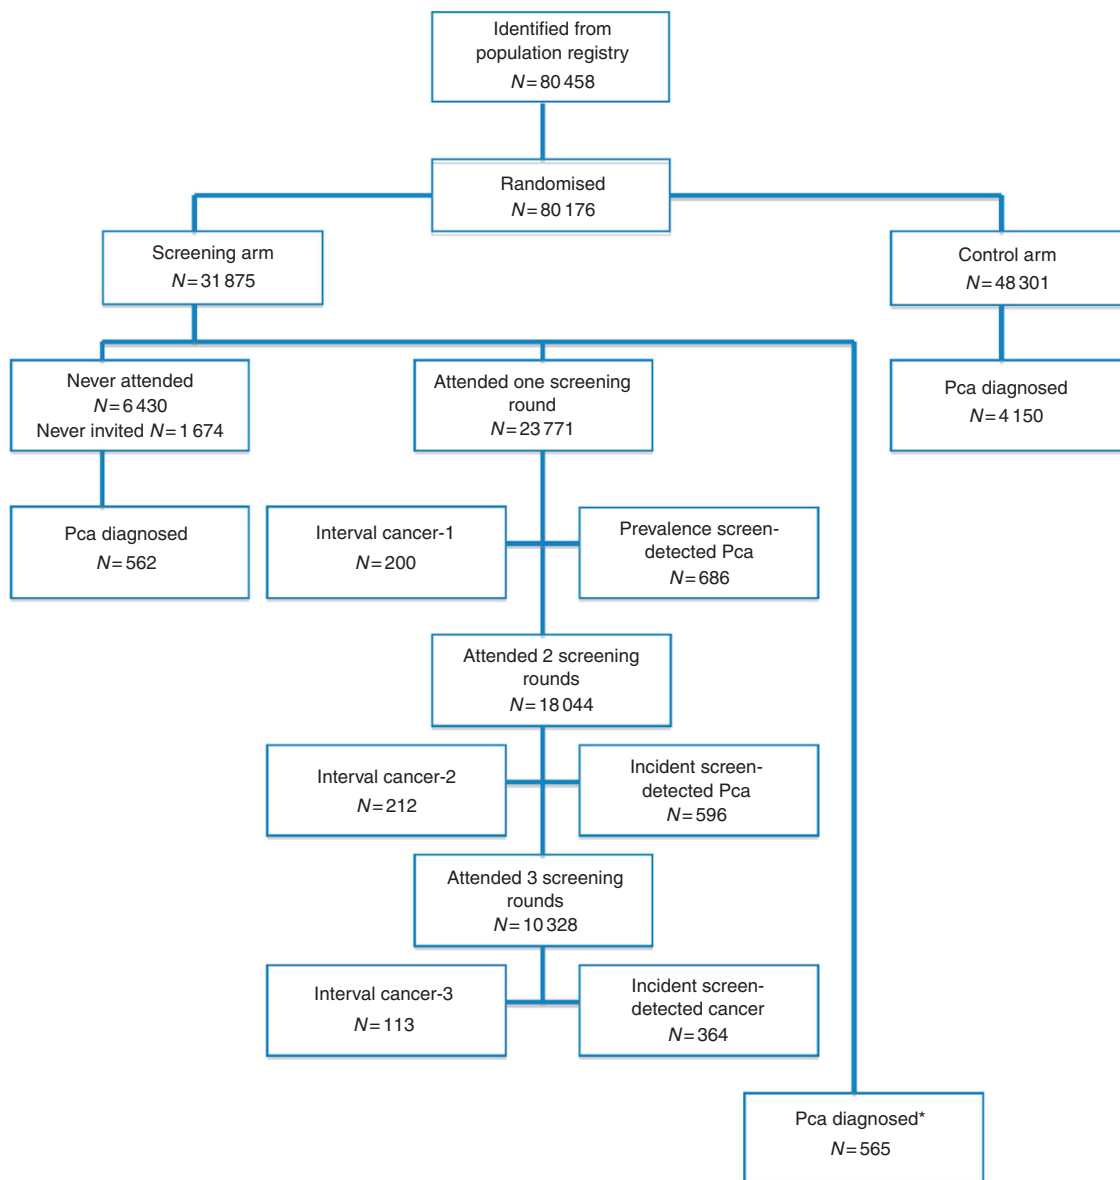 Identified from
population registry
N=80 458
Randomised
N=80 176
Screening arm
N=31 875
Control arm
N=48 301
Never attended
N=6 430
Never invited N=1 674
Attended one screening
round
N=23 771
Pca diagnosed
N=4 150
Pca diagnosed
N=562
Interval cancer-1
N=200
Prevalence screen-
detected Pca
N=686
Attended 2 screening
rounds
N=18 044
Interval cancer-2
N=212
Incident screen-
detected Pca
N=596
Attended 3 screening
rounds
N=10 328
Interval cancer-3
N=113
Incident screen-
detected cancer
N=364
Pca diagnosed*
N=565